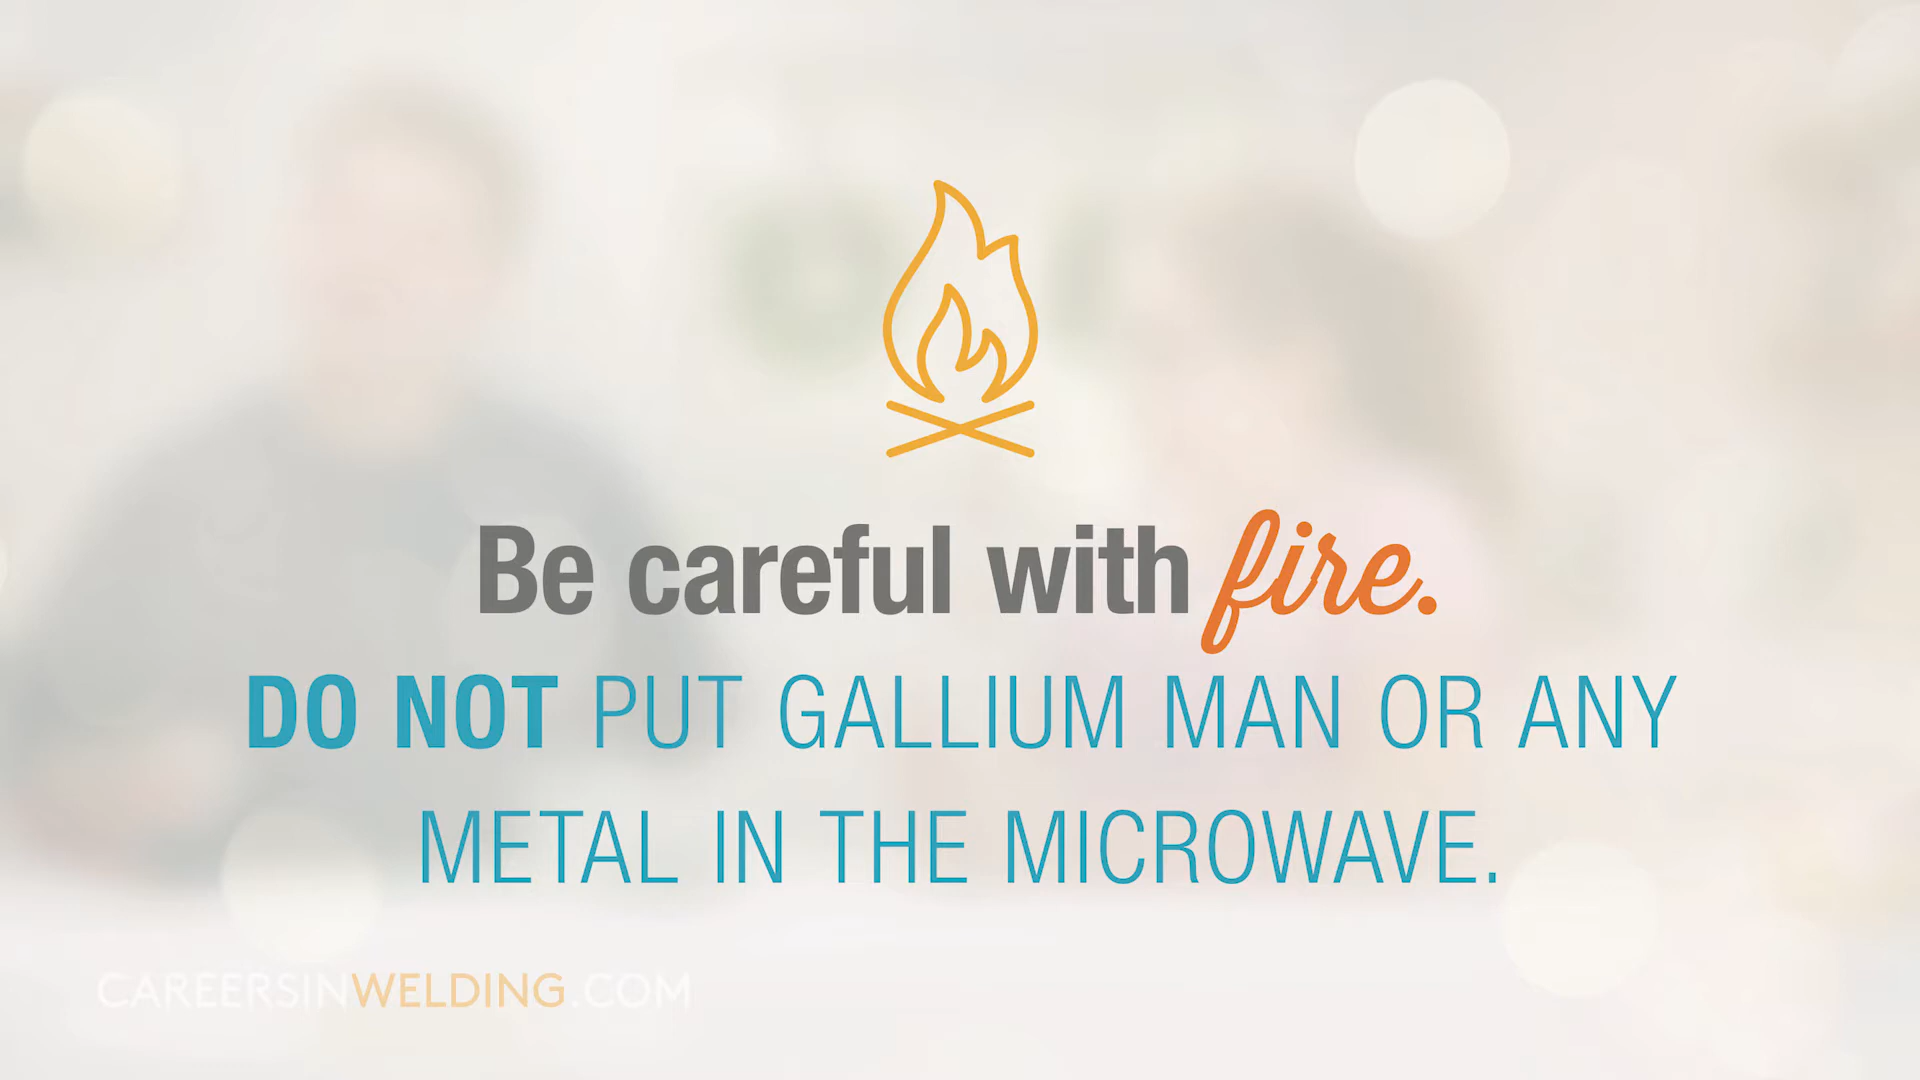 Be careful with fire.
DO NOT PUT GALLIUM MAN OR ANY
METAL IN THE MICROWAVE.
CAREERSINWELDING.COM